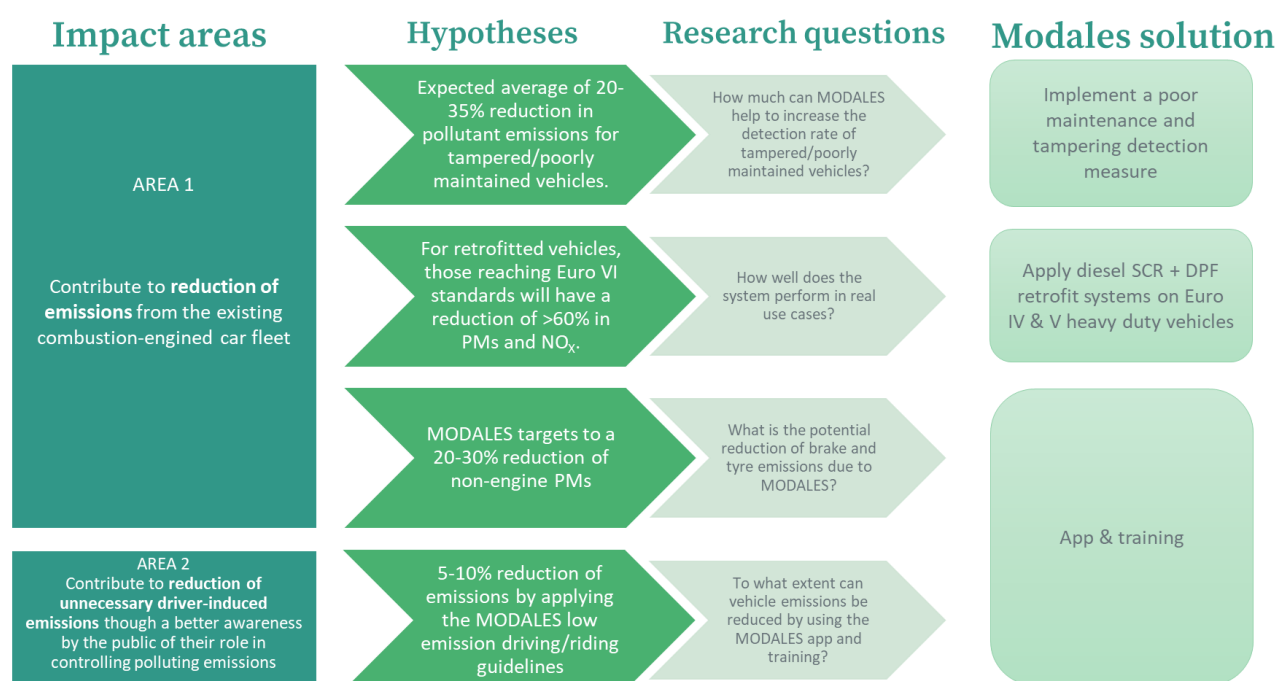 Impact areas
Hypotheses
Research questions
Modales solution
AREA 1
Contribute to reduction of
emissions from the existing
combustion-engined car fleet
Expected average of 20-
35% reduction in
pollutant emissions for
tampered/poorly
maintained vehicles.
How much can MODALES
help to increase the
detection rate of
tampered/poorly
maintained vehicles?
Implement a poor
maintenance and
tampering detection
measure
For retrofitted vehicles,
those reaching Euro VI
standards will have a
reduction of >60% in
PMs and NOX.
How well does the
system perform in real
use cases?
Apply diesel SCR + DPF
retrofit systems on Euro
IV & V heavy duty vehicles
MODALES targets to a
20-30% reduction of
non-engine PMs
What is the potential
reduction of brake and
tyre emissions due to
MODALES?
App & training
AREA 2
Contribute to reduction of
unnecessary driver-induced
emissions though a better awareness
by the public of their role in
controlling polluting emissions
5-10% reduction of
emissions by applying
the MODALES low
emission driving/riding
guidelines
To what extent can
vehicle emissions be
reduced by using the
MODALES app and
training?